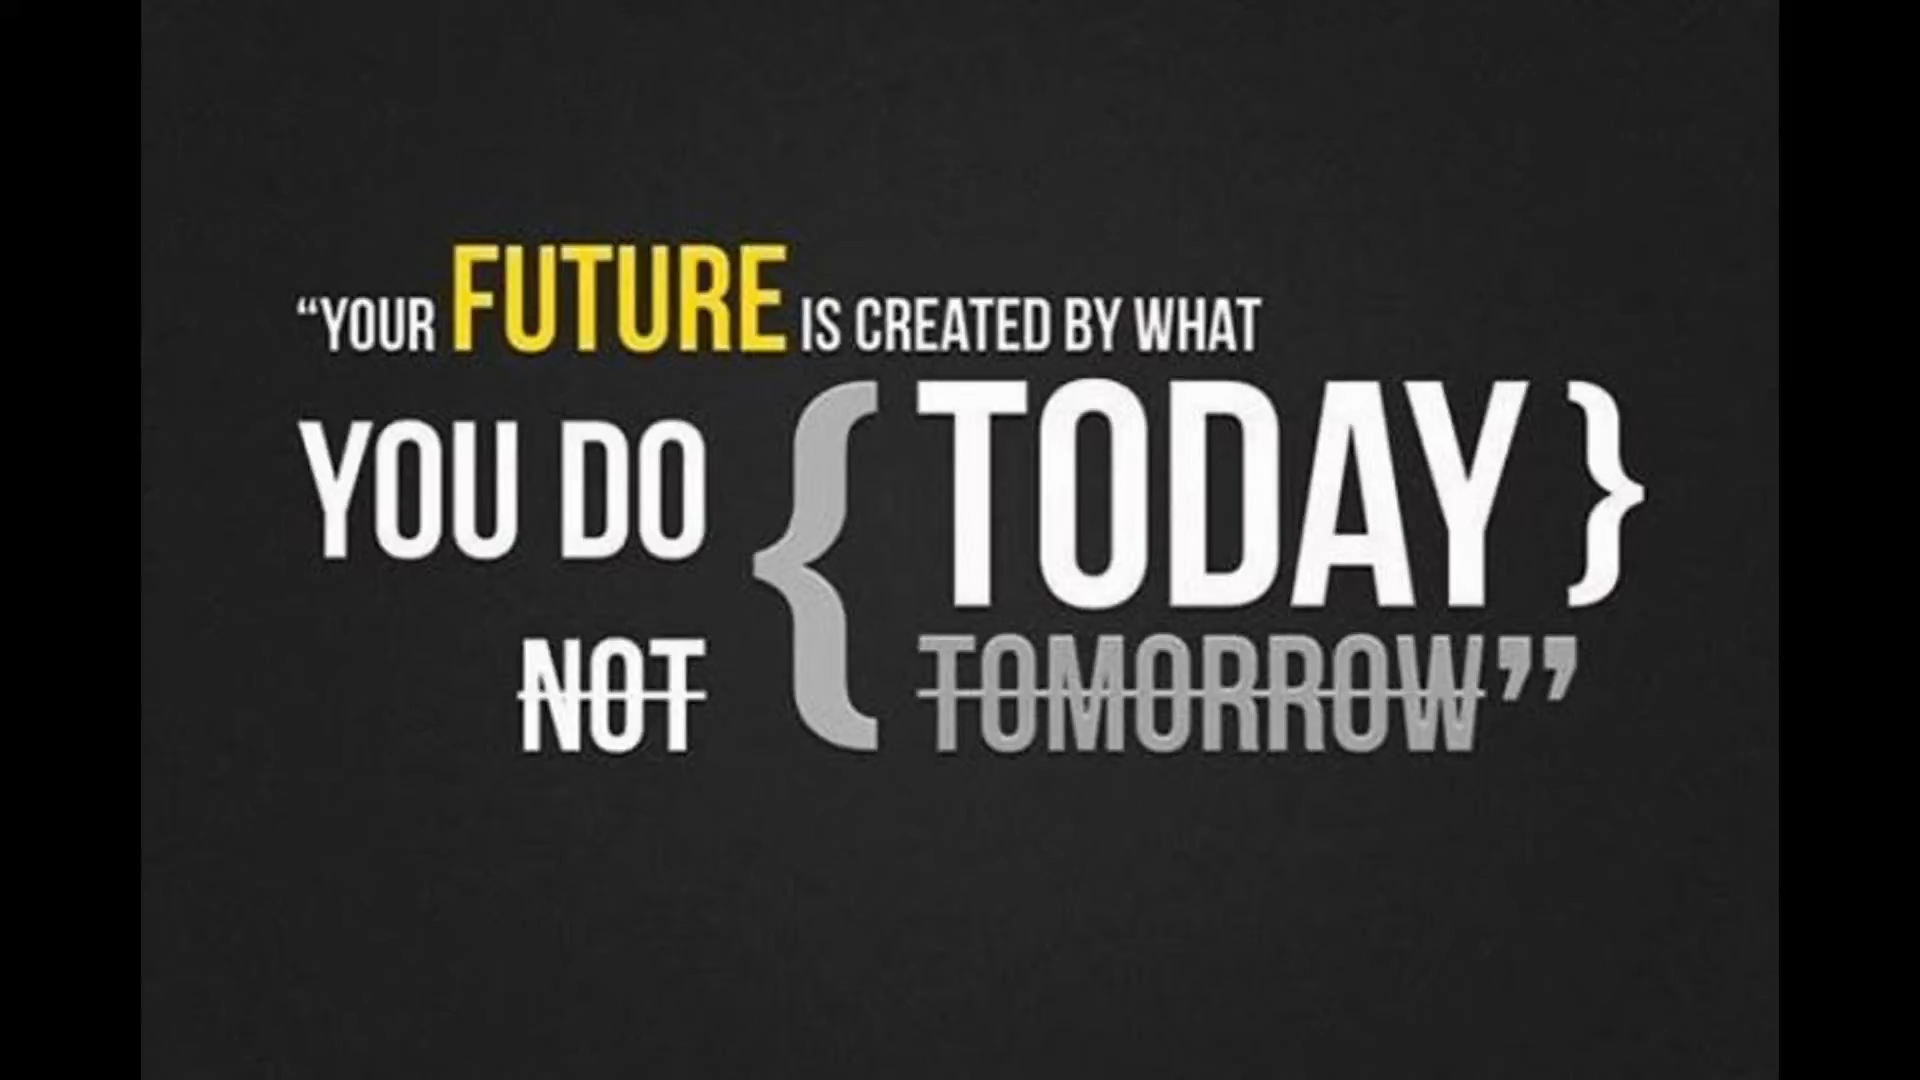 “YOUR FUTURE IS CREATED BY WHAT
YOU DO { TODAY }
NOT TOMORROW”